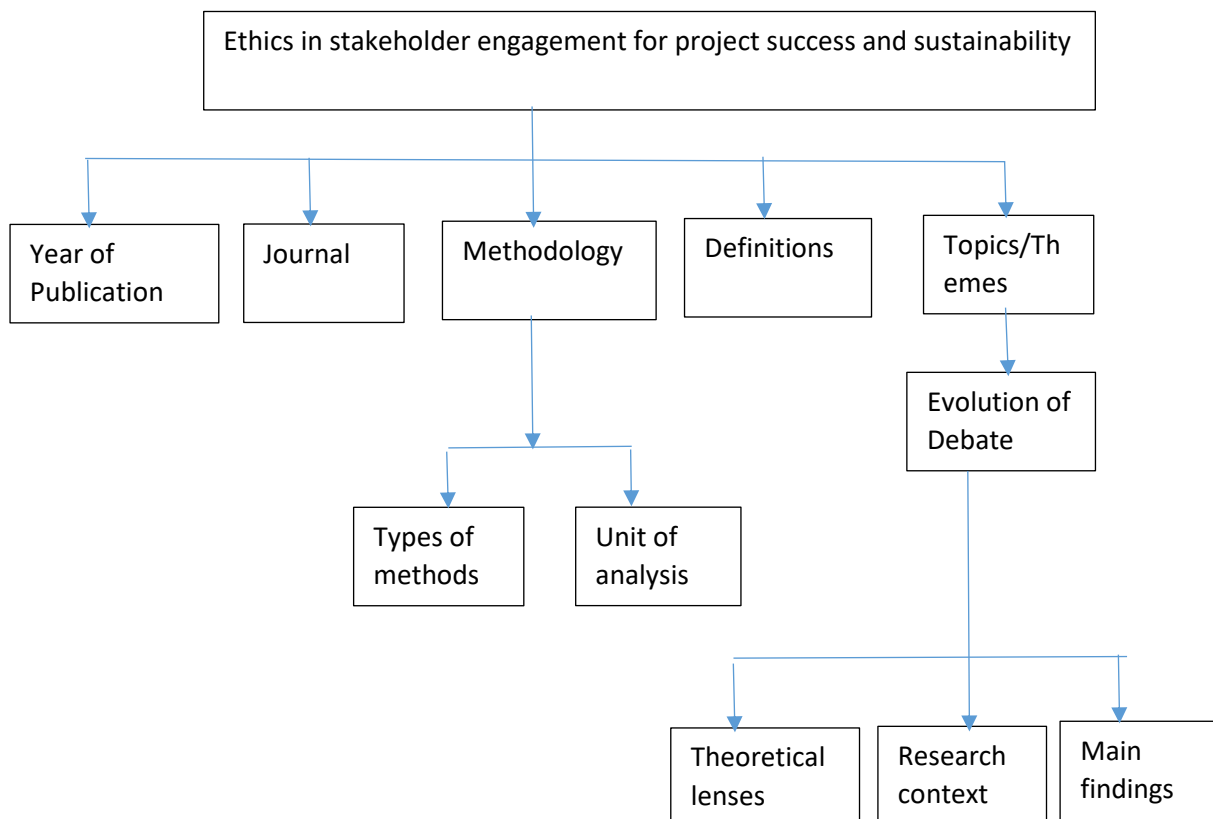 Ethics in stakeholder engagement for project success and sustainability
Year of
Publication
Journal
Methodology
Definitions
Topics/Th
emes
Evolution of
Debate
Types of
methods
Unit of
analysis
Theoretical
lenses
Research
context
Main
findings